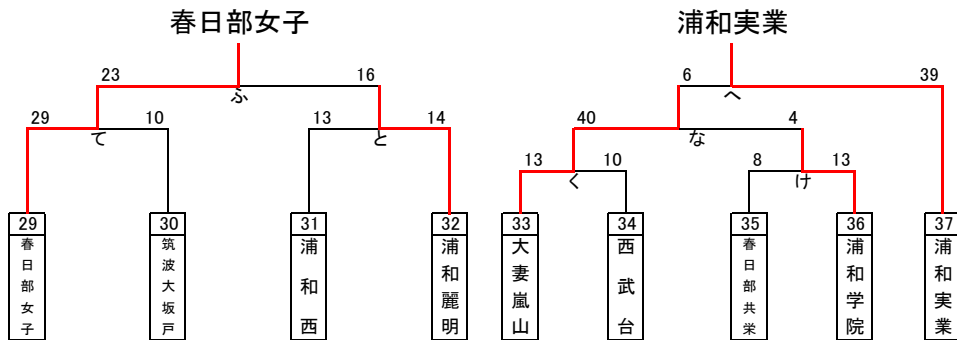 春日部女子 浦和実業
23 16 6 39
ふ へ
29 10 13 14 40 4
て と な
13 10 8 13
く け
29 30 31 32 33 34 35 36 37
春日部女子
筑波大坂戸
浦和西
浦和麗明
大妻嵐山
西武台
春日部共栄
浦和学院
浦和実業